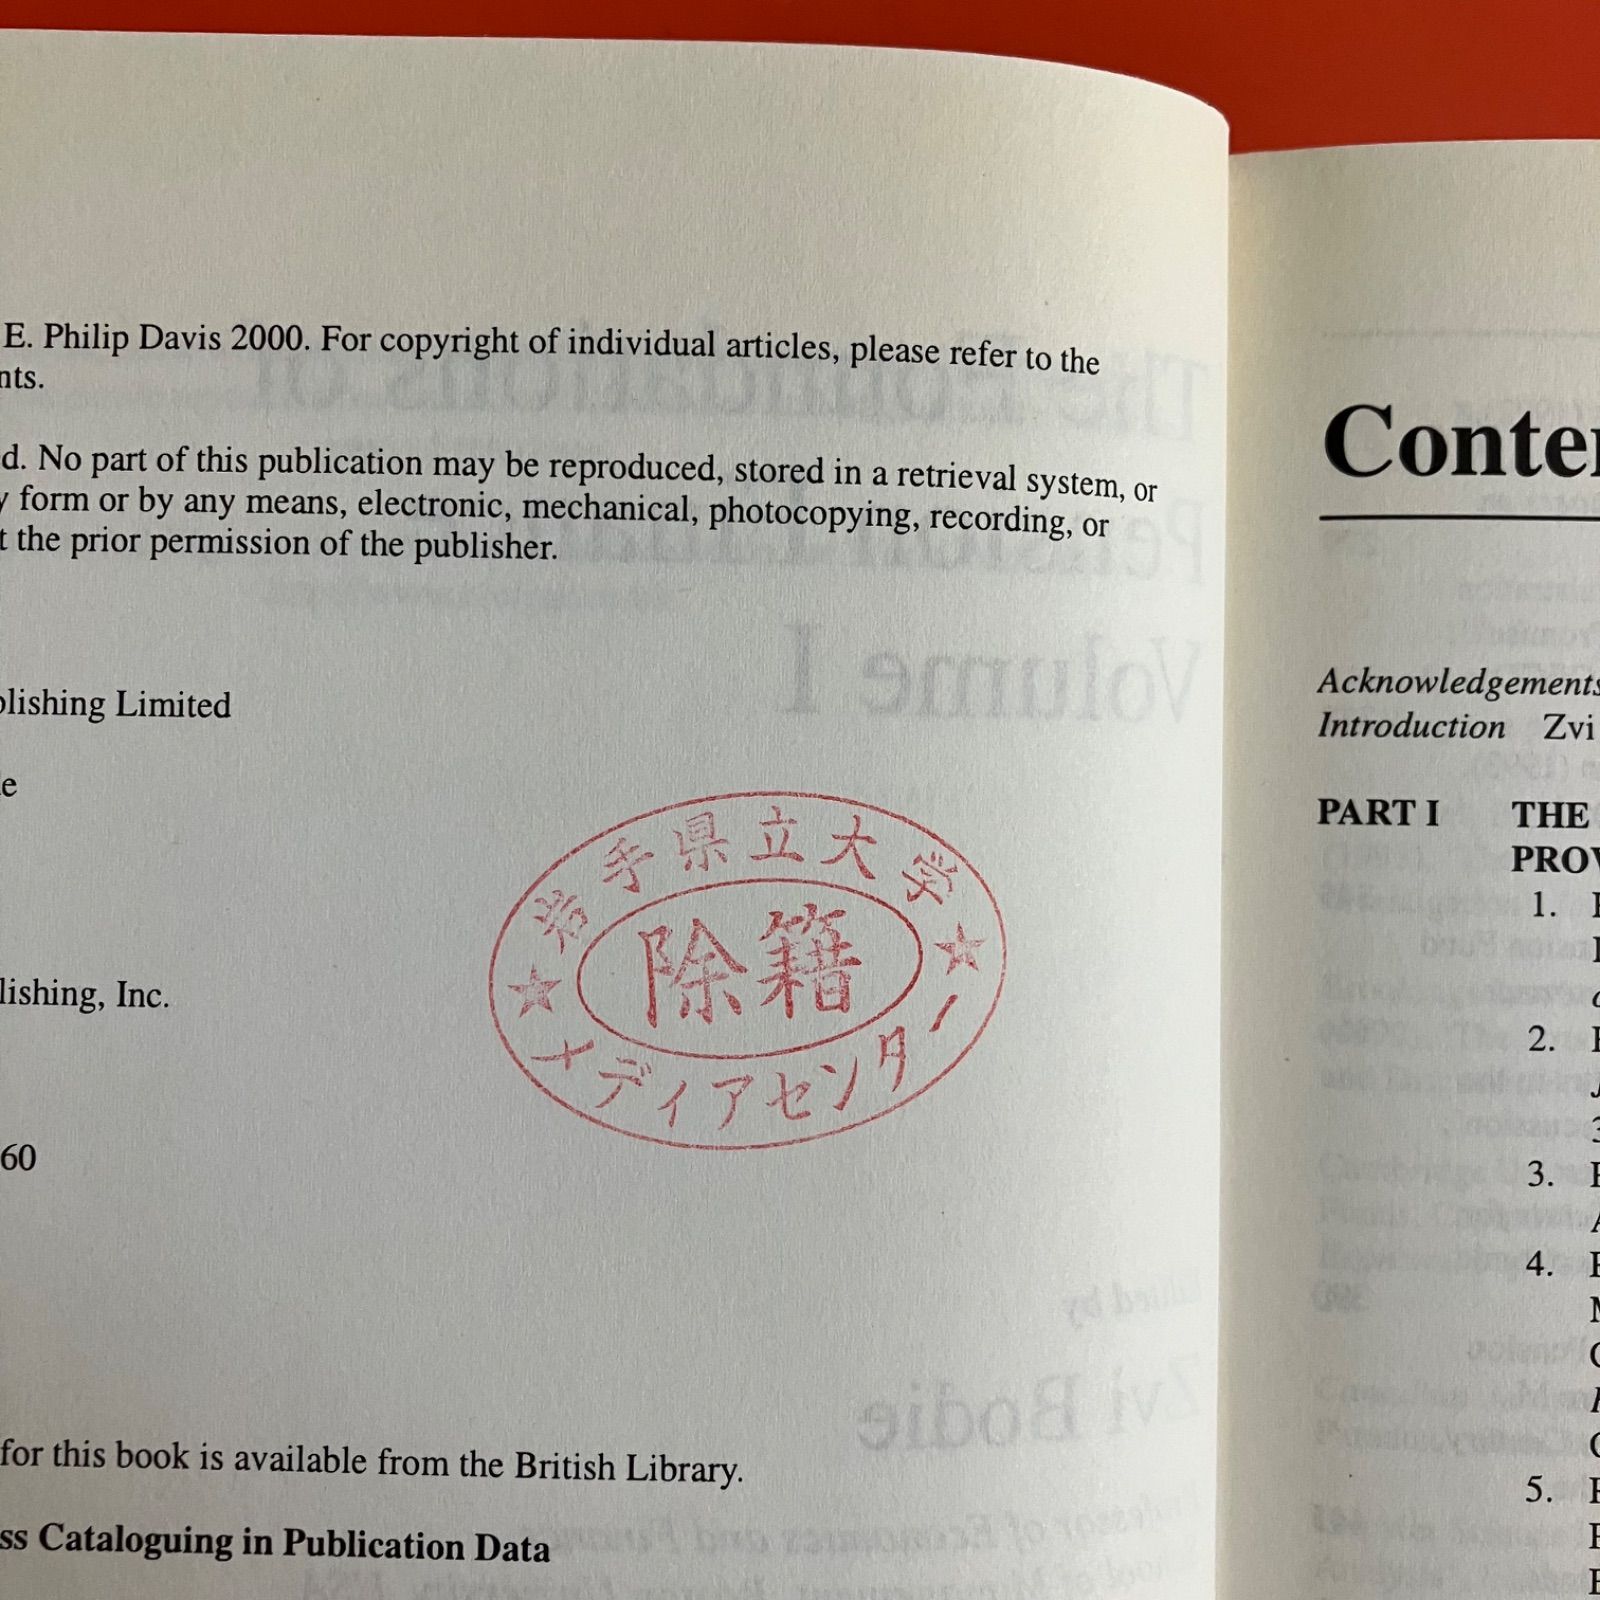 E. Philip Davis 2000. For copyright of individual articles, please refer to the
nts.
d. No part of this publication may be reproduced, stored in a retrieval system, or
y form or by any means, electronic, mechanical, photocopying, recording, or
t the prior permission of the publisher.
blishing Limited
e
lishing, Inc.
60
岩手県立大学
除籍
★ メディアセンター ★
for this book is available from the British Library.
ss Cataloguing in Publication Data
Conte
Acknowledgements
Introduction Zvi
PART I THE
PROV
1.
2.
3.
4.
5.